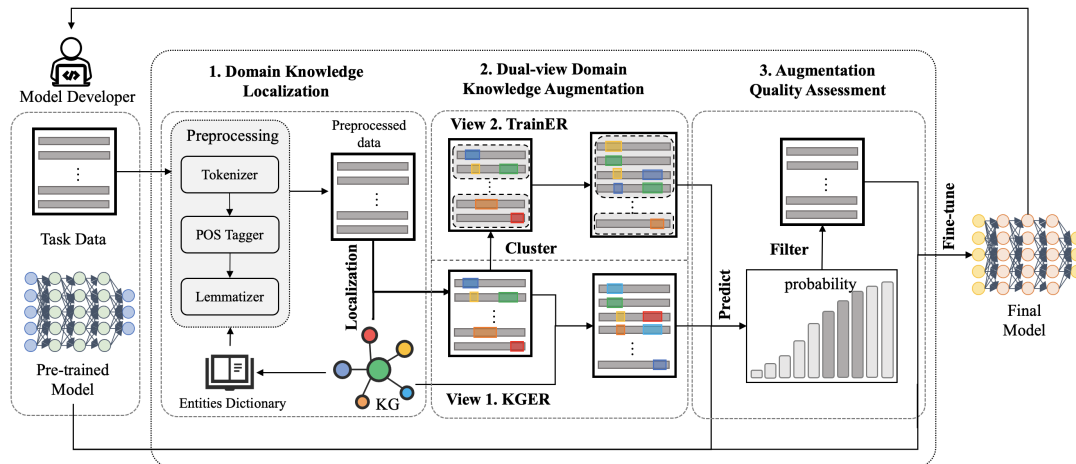 Model Developer
Task Data
Pre-trained
Model
1. Domain Knowledge
Localization
Preprocessing
Tokenizer
POS Tagger
Lemmatizer
Entities Dictionary
Preprocessed
data
Localization
KG
2. Dual-view Domain
Knowledge Augmentation
View 2. TrainER
Cluster
View 1. KGER
3. Augmentation
Quality Assessment
Predict
Filter
probability
Fine-tune
Final
Model